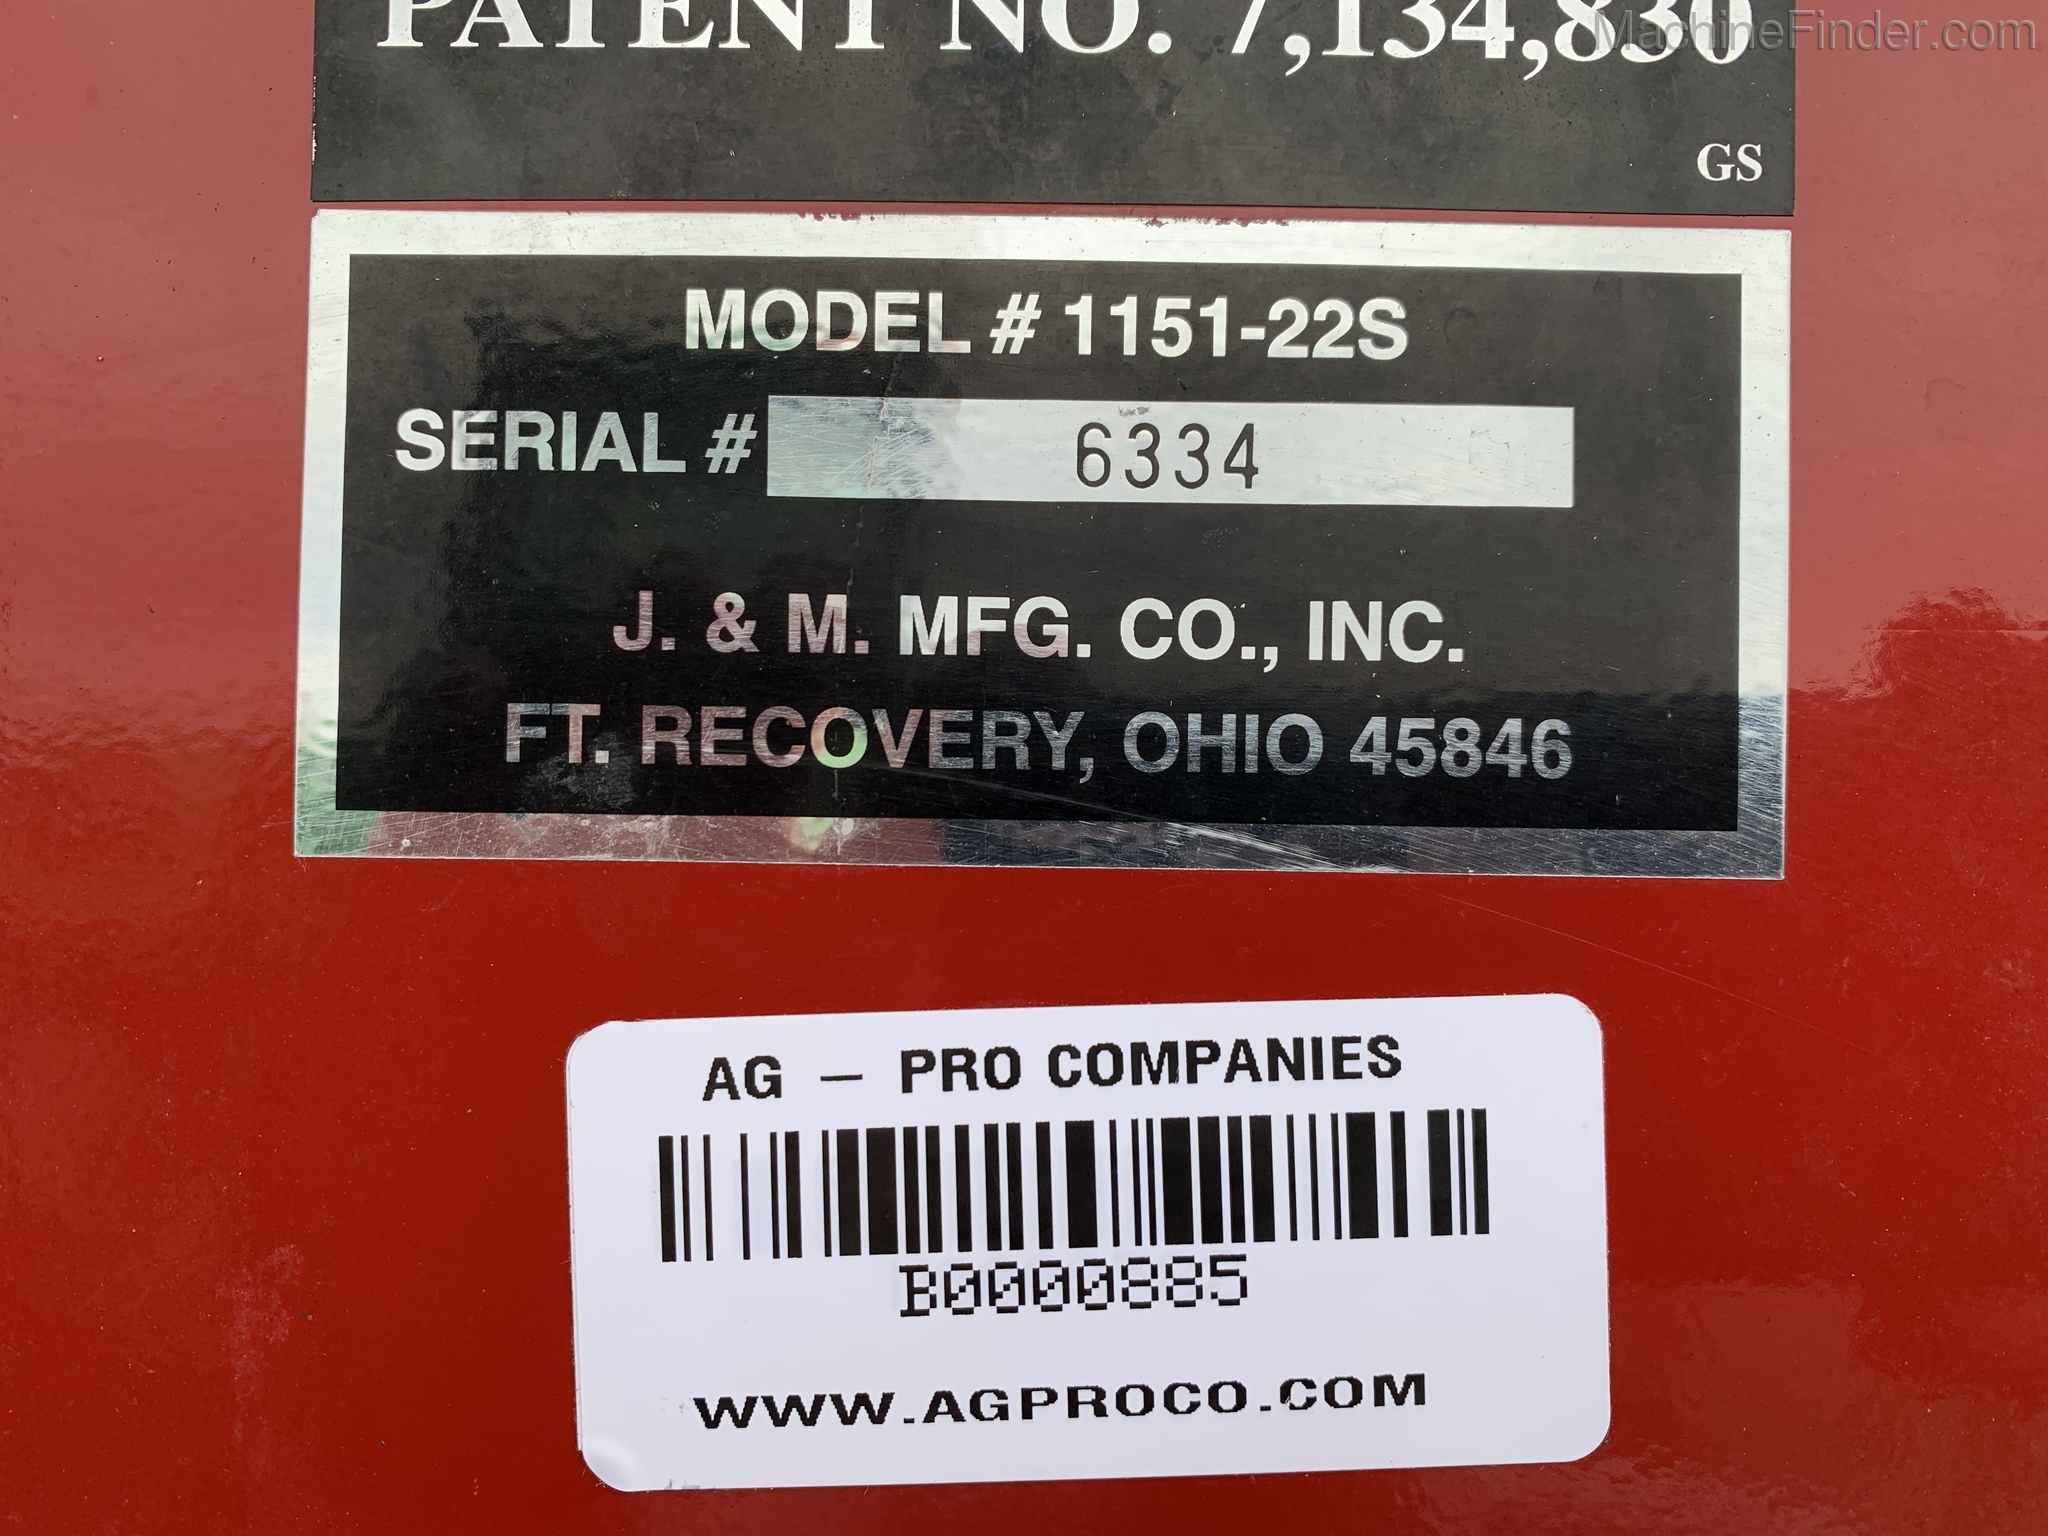 MachineFinder.com
PATENT NO. 7,134,830
GS
MODEL # 1151-22S
SERIAL # 6334
J. & M. MFG. CO., INC.
FT. RECOVERY, OHIO 45846
AG - PRO COMPANIES
B0000885
WWW.AGPROCO.COM